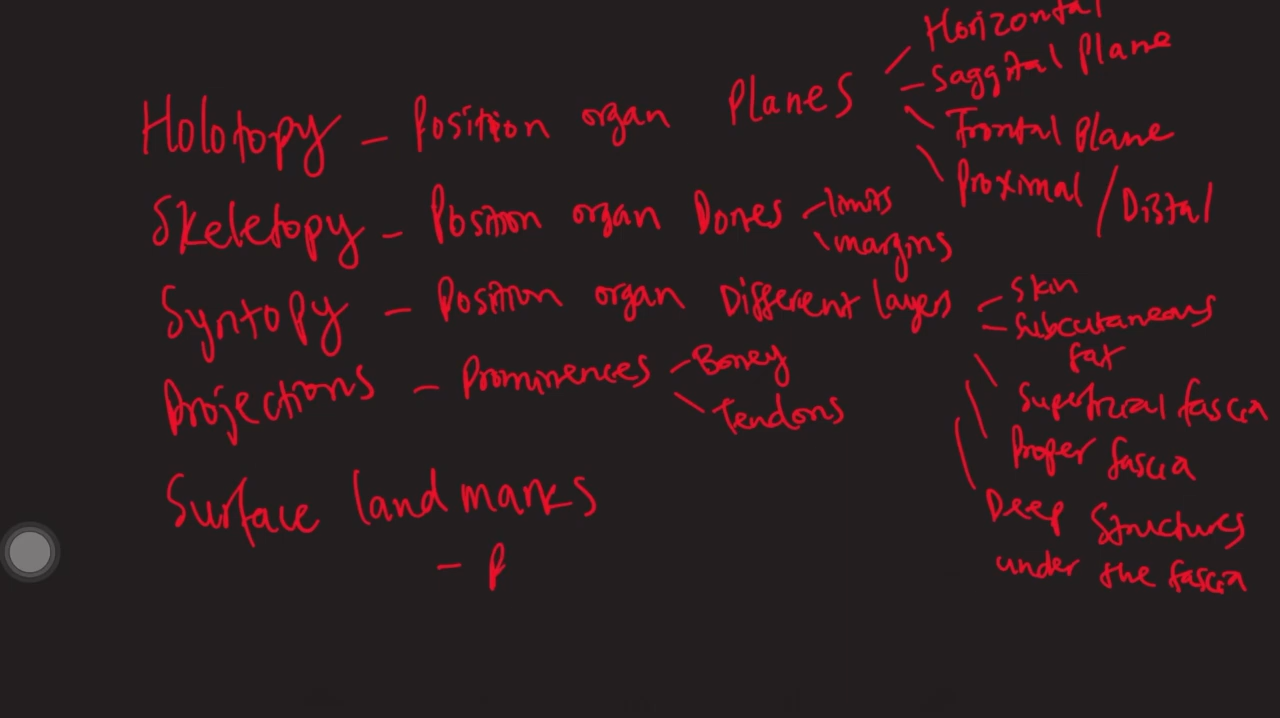 Holotopy - Position organ Planes
Horizontal
Saggital Plane
Frontal Plane
Proximal / Distal
Skeletopy - Position organ Bones
limits
margins
Syntopy - Position organ Different layers
Skin
Subcutaneous
fat
Superficial fascia
Proper fascia
Deep Structures
under the fascia
Projections - Prominences
Boney
Tendons
Surface landmarks
- P